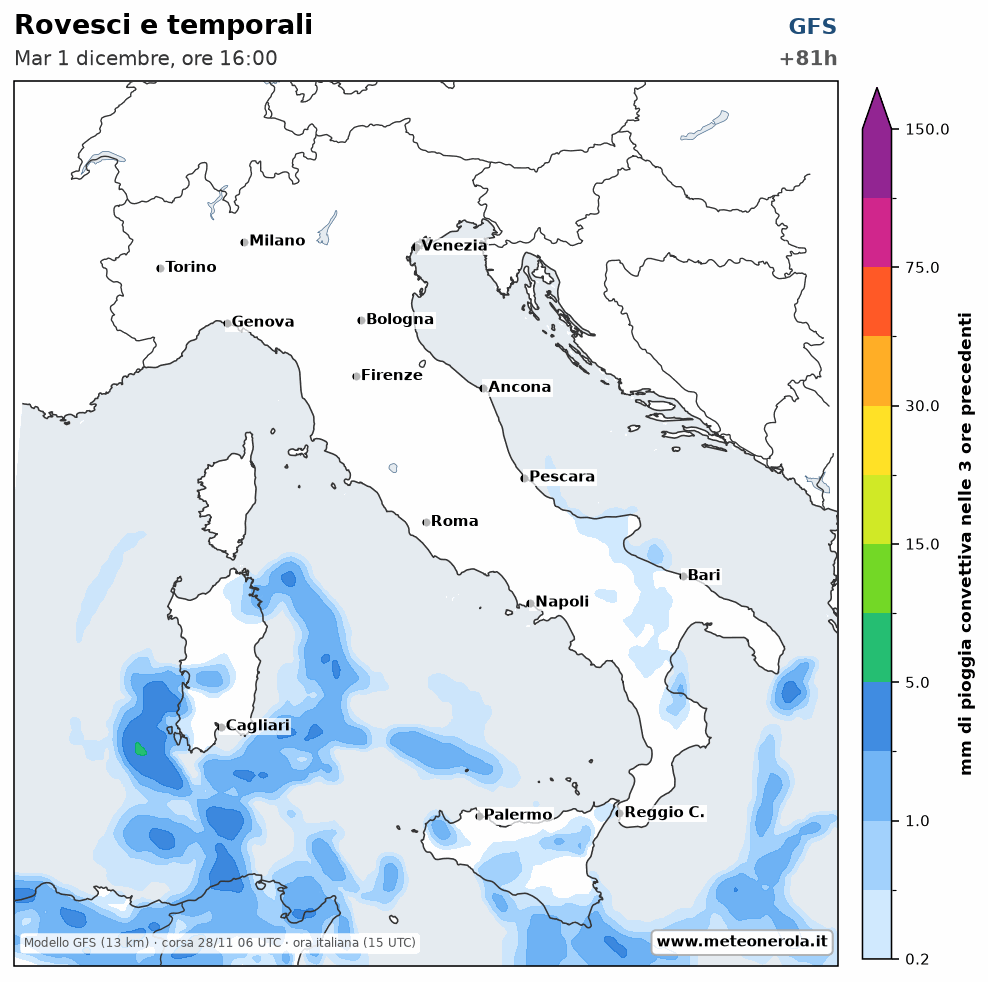 Rovesci e temporali
GFS
Mar 1 dicembre, ore 16:00
+81h
150.0
75.0
30.0
15.0
5.0
1.0
0.2
mm di pioggia convettiva nelle 3 ore precedenti
Milano
Venezia
Torino
Genova
Bologna
Firenze
Ancona
Pescara
Roma
Bari
Napoli
Cagliari
Palermo
Reggio C.
Modello GFS (13 km) · corsa 28/11 06 UTC · ora italiana (15 UTC)
www.meteonerola.it